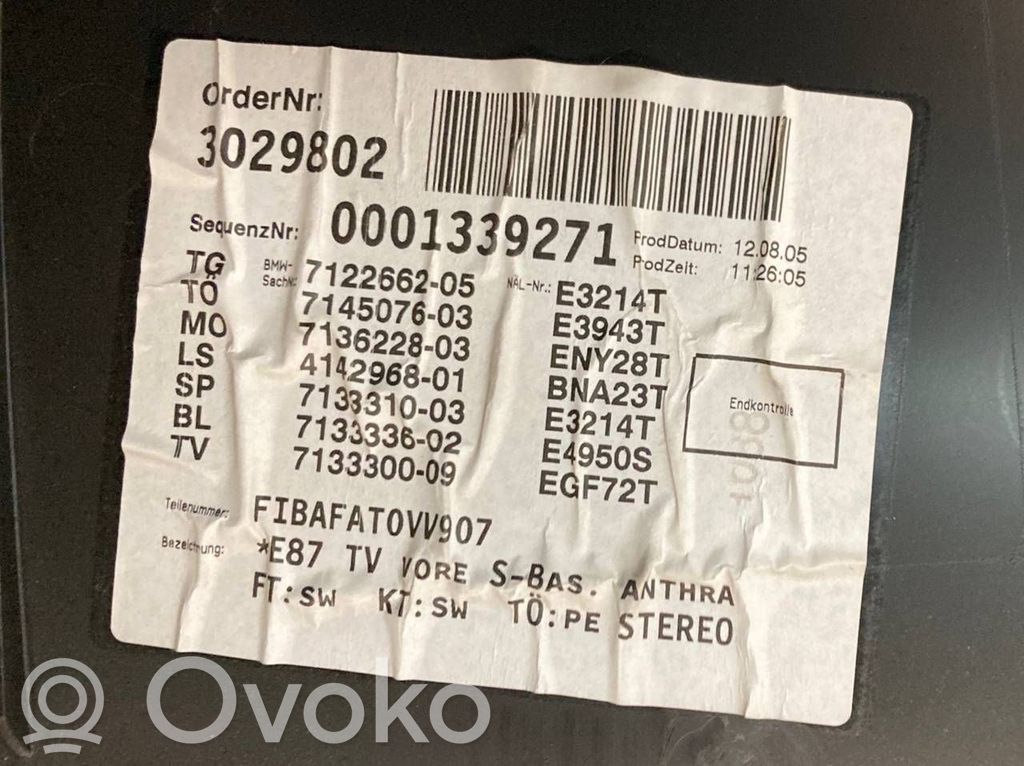 OrderNr:
3029802
SequenzNr: 0001339271 ProdDatum: 12.08.05
ProdZeit: 11:26:05
TG BMW-SachNr. 7122662-05 NAL-Nr.: E3214T
TÖ 7145076-03 E3943T
MO 7136228-03 ENY28T
LS 4142968-01 BNA23T
SP 7133310-03 E3214T
BL 7133336-02 E4950S
TV 7133300-09 EGF72T
Endkontrolle
Teilenummer: FIBAFATOVV907
Bezeichnung: *E87 TV VORE S-BAS. ANTHRA
FT:SW KT:SW TÖ:PE STEREO
Ovoko